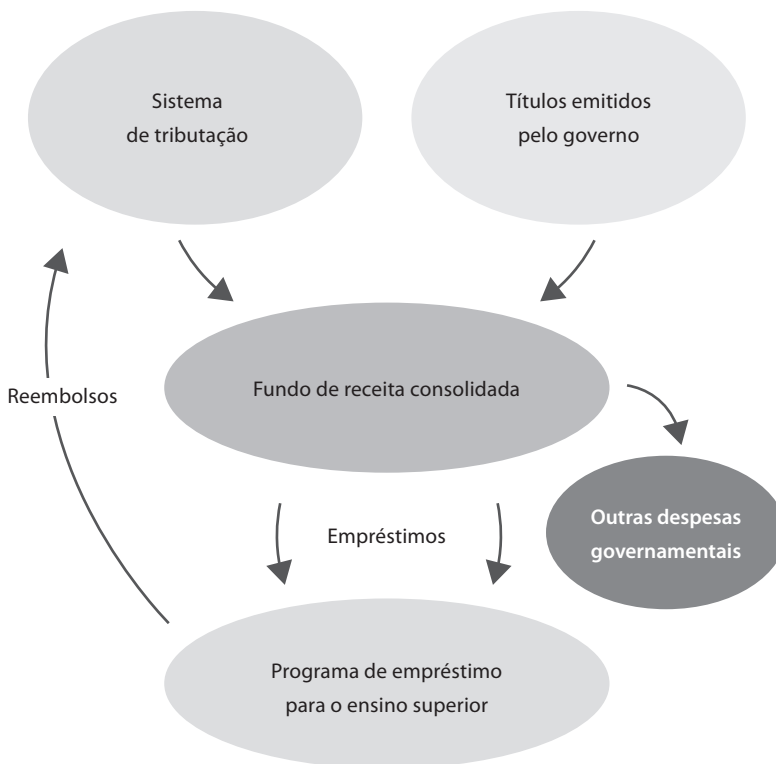 Sistema
de tributação
Títulos emitidos
pelo governo
Fundo de receita consolidada
Reembolsos
Outras despesas
governamentais
Empréstimos
Programa de empréstimo
para o ensino superior